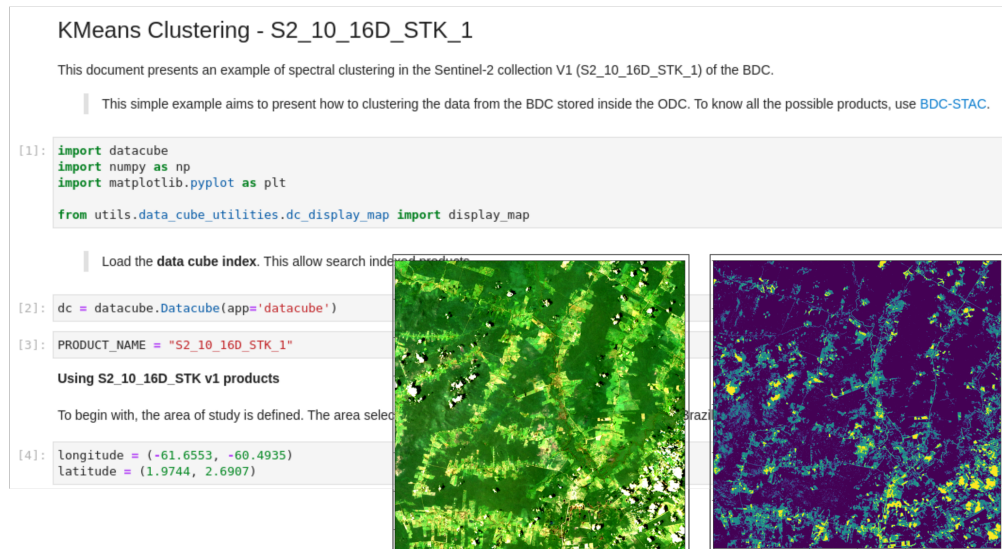 KMeans Clustering - S2_10_16D_STK_1
This document presents an example of spectral clustering in the Sentinel-2 collection V1 (S2_10_16D_STK_1) of the BDC.
This simple example aims to present how to clustering the data from the BDC stored inside the ODC. To know all the possible products, use BDC-STAC.
[1]: import datacube
import numpy as np
import matplotlib.pyplot as plt
from utils.data_cube_utilities.dc_display_map import display_map
Load the data cube index. This allow search indexed products.
[2]: dc = datacube.Datacube(app='datacube')
[3]: PRODUCT_NAME = "S2_10_16D_STK_1"
Using S2_10_16D_STK v1 products
To begin with, the area of study is defined. The area selec Brazil
[4]: longitude = (-61.6553, -60.4935)
latitude = (1.9744, 2.6907)